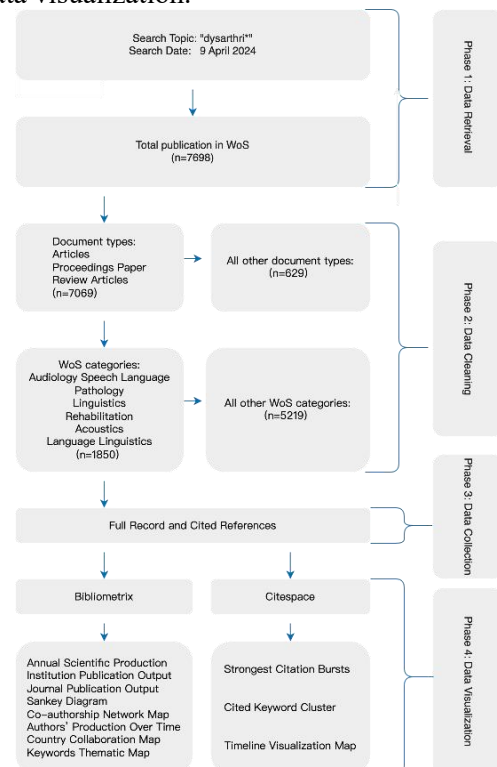 ata visualization.
Search Topic: "dysarthri*"
Search Date: 9 April 2024
Phase 1: Data Retrieval
Total publication in WoS
(n=7698)
Document types:
Articles
Proceedings Paper
Review Articles
(n=7069)
All other document types:
(n=629)
Phase 2: Data Cleaning
WoS categories:
Audiology Speech Language
Pathology
Linguistics
Rehabilitation
Acoustics
Language Linguistics
(n=1850)
All other WoS categories:
(n=5219)
Full Record and Cited References
Phase 3: Data Collection
Bibliometrix
Citespace
Phase 4: Data Visualization
Annual Scientific Production
Institution Publication Output
Journal Publication Output
Sankey Diagram
Co-authorship Network Map
Authors' Production Over Time
Country Collaboration Map
Keywords Thematic Map
Strongest Citation Bursts
Cited Keyword Cluster
Timeline Visualization Map